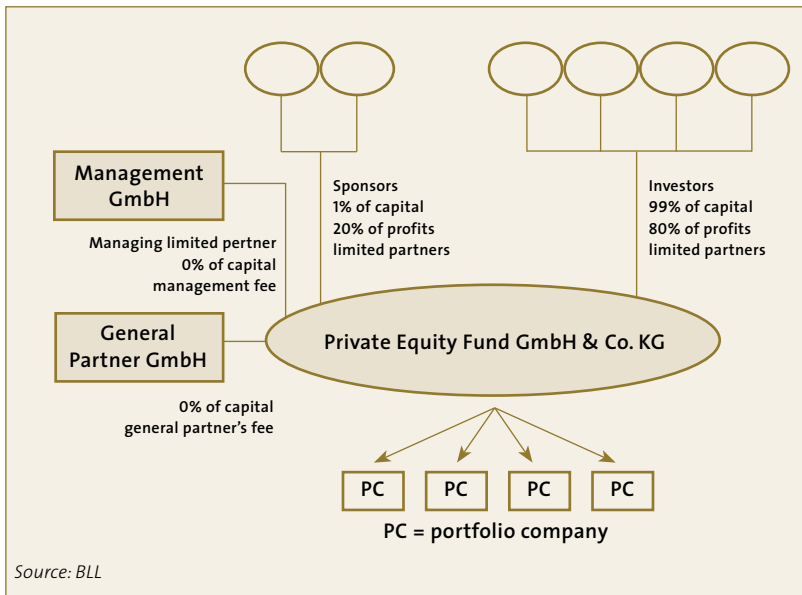 Management
GmbH
Managing limited pertner
0% of capital
management fee
Sponsors
1% of capital
20% of profits
limited partners
Investors
99% of capital
80% of profits
limited partners
General
Partner GmbH
0% of capital
general partner’s fee
Private Equity Fund GmbH & Co. KG
PC
PC
PC
PC
PC = portfolio company
Source: BLL